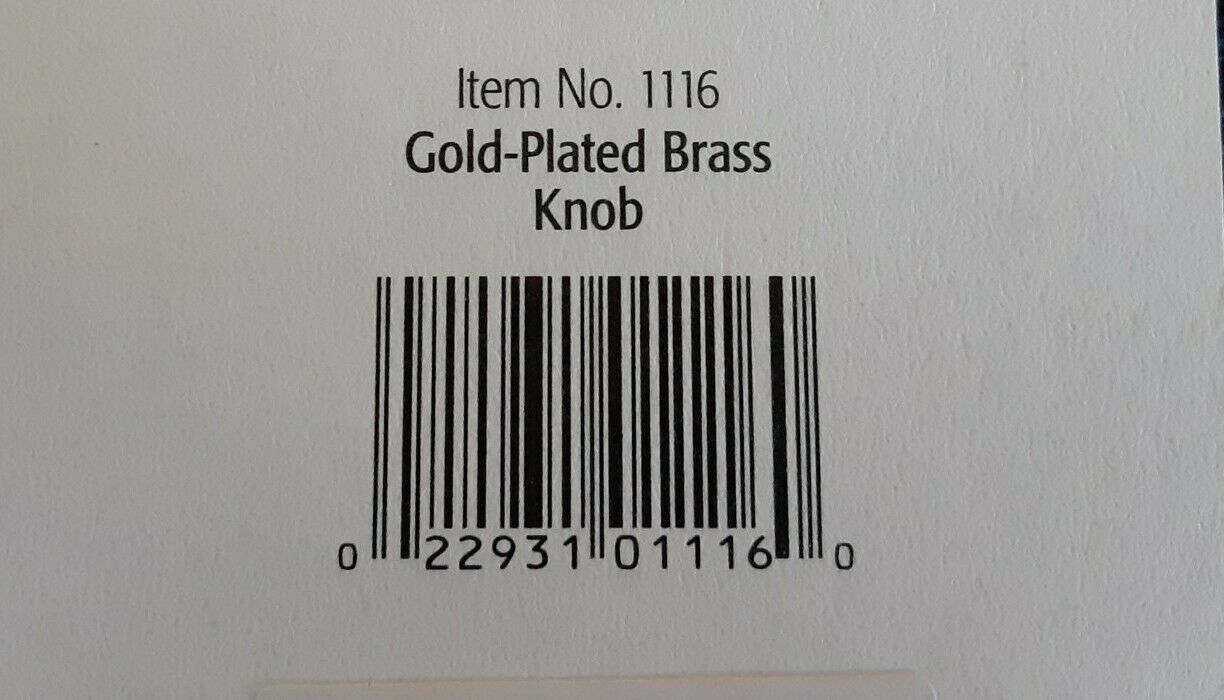 Item No. 1116
Gold-Plated Brass
Knob
0 22931 01116 0